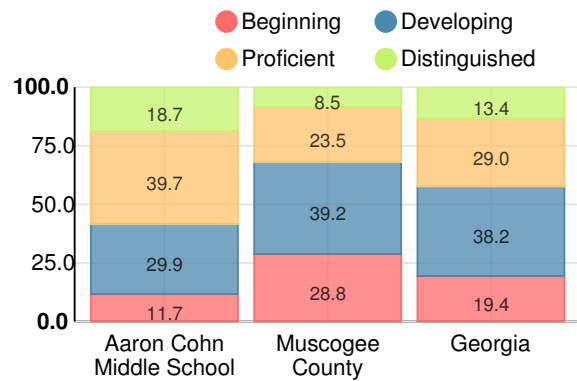 Beginning Developing
Proficient Distinguished
100.0
75.0
50.0
25.0
0.0
18.7 8.5 13.4
39.7 23.5 29.0
29.9 39.2 38.2
11.7 28.8 19.4
Aaron Cohn Muscogee Georgia
Middle School County